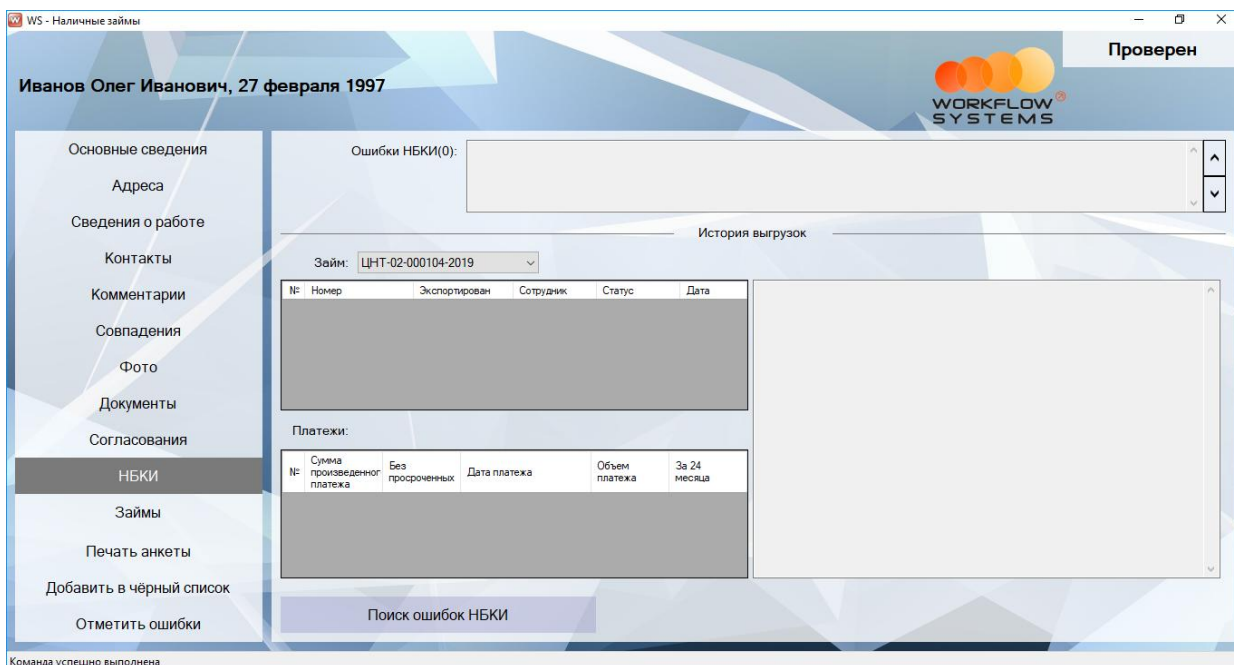 WS - Наличные займы
Проверен
Иванов Олег Иванович, 27 февраля 1997
WORKFLOW
SYSTEMS
Основные сведения
Адреса
Сведения о работе
Контакты
Комментарии
Совпадения
Фото
Документы
Согласования
НБКИ
Займы
Печать анкеты
Добавить в чёрный список
Отметить ошибки
Ошибки НБКИ(0):
История выгрузок
Займ: ЦНТ-02-000104-2019
№ Номер Экспортирован Сотрудник Статус Дата
Платежи:
№ Сумма произведенног платежа Без просроченных Дата платежа Объем платежа За 24 месяца
Поиск ошибок НБКИ
Команда успешно выполнена